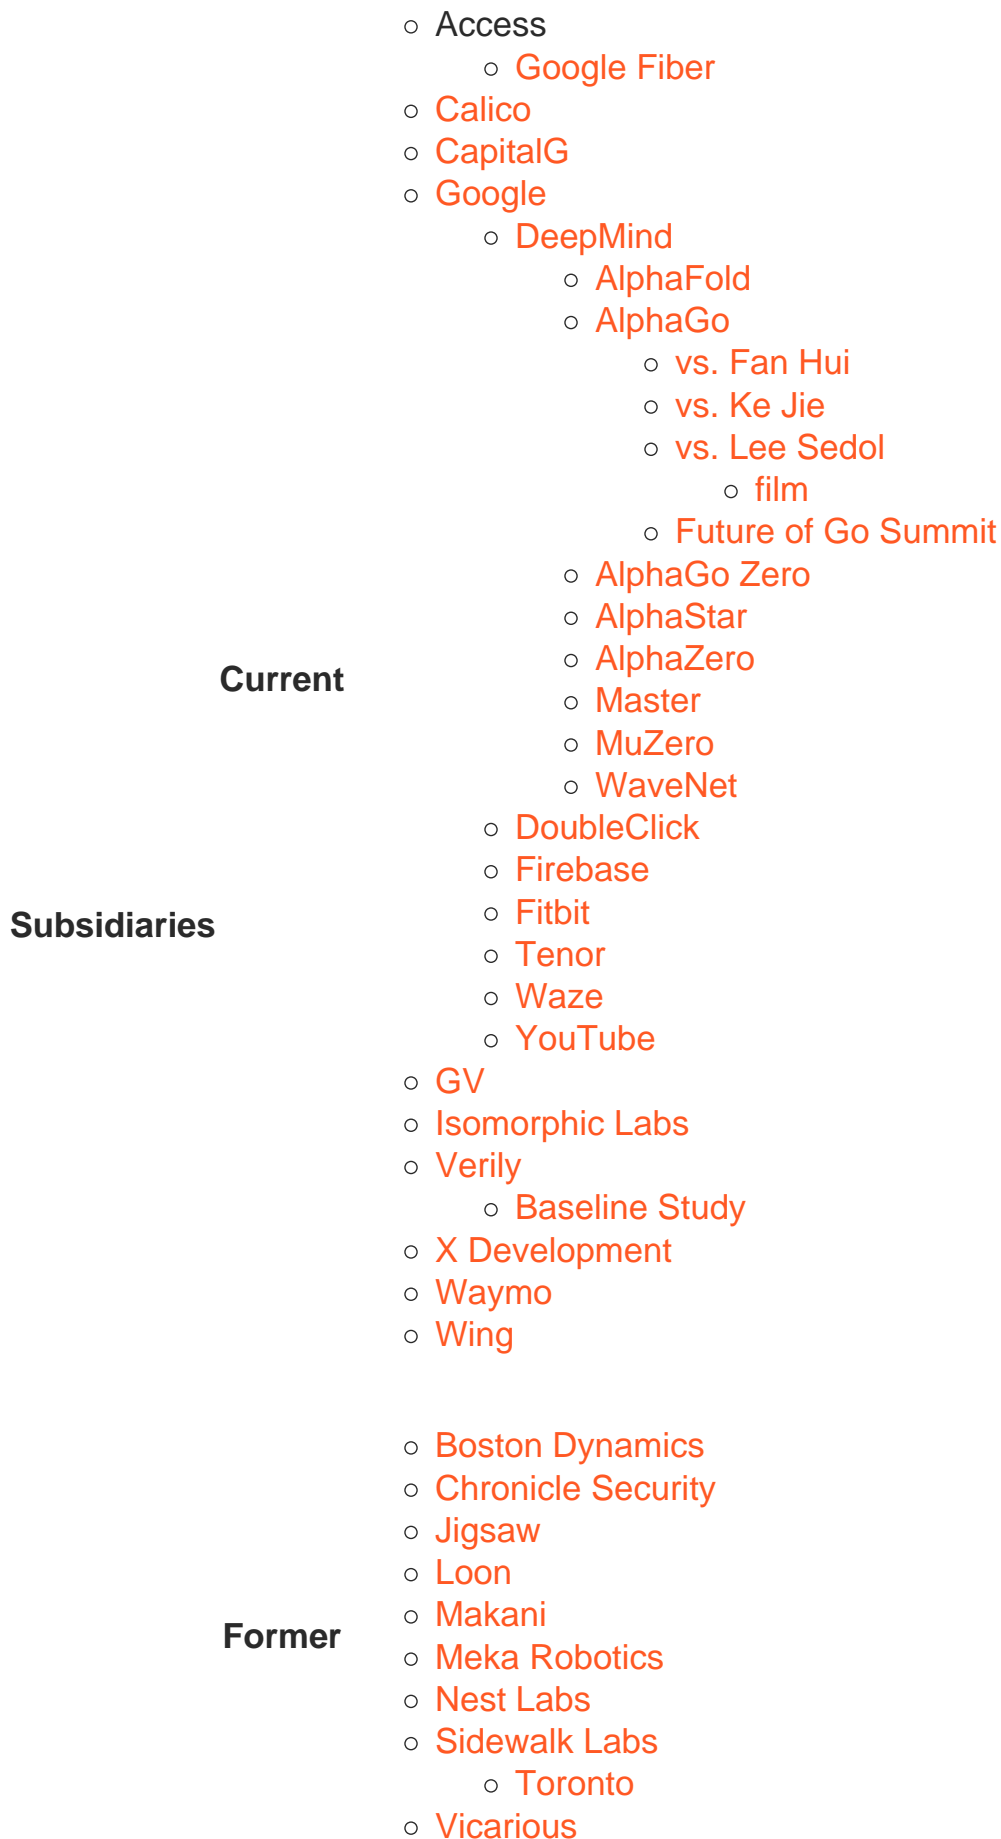 Subsidiaries
Current
Access
Google Fiber
Calico
CapitalG
Google
DeepMind
AlphaFold
AlphaGo
vs. Fan Hui
vs. Ke Jie
vs. Lee Sedol
film
Future of Go Summit
AlphaGo Zero
AlphaStar
AlphaZero
Master
MuZero
WaveNet
DoubleClick
Firebase
Fitbit
Tenor
Waze
YouTube
GV
Isomorphic Labs
Verily
Baseline Study
X Development
Waymo
Wing
Former
Boston Dynamics
Chronicle Security
Jigsaw
Loon
Makani
Meka Robotics
Nest Labs
Sidewalk Labs
Toronto
Vicarious